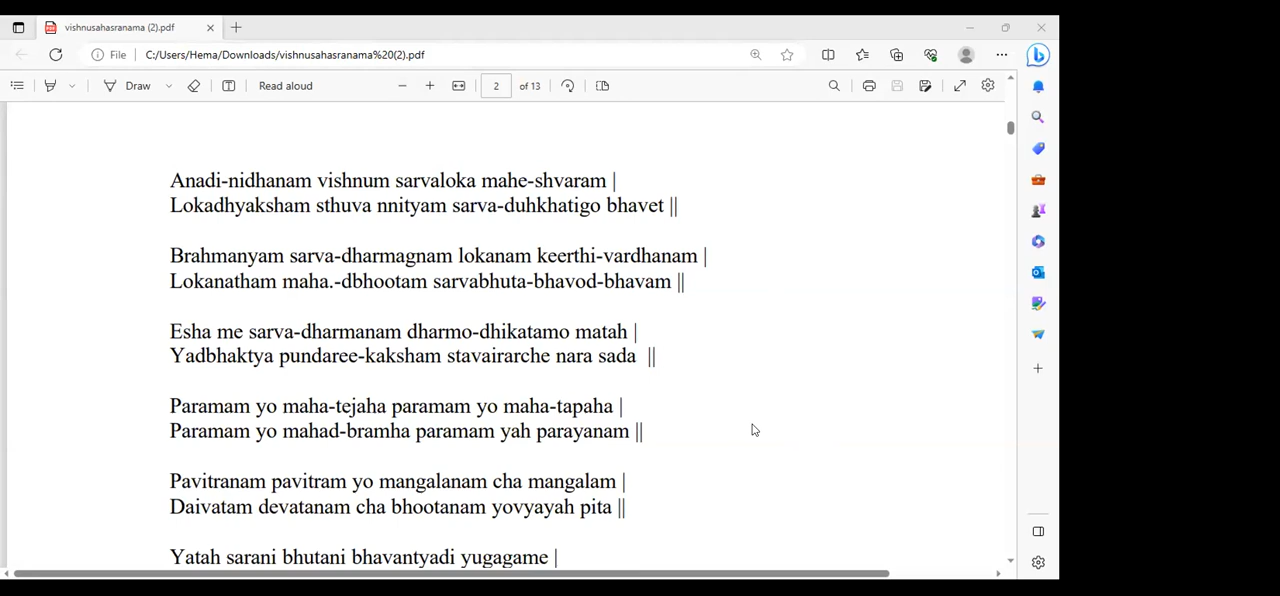 vishnusahasranama (2).pdf
File
C:/Users/Hema/Downloads/vishnusahasranama%20(2).pdf
Draw
Read aloud
2
of 13
Anadi-nidhanam vishnum sarvaloka mahe-shvaram |
Lokadhyaksham sthuva nnityam sarva-duhkhatigo bhavet ||
Brahmanyam sarva-dharmagnam lokanam keerthi-vardhanam |
Lokanatham maha.-dbhootam sarvabhuta-bhavod-bhavam ||
Esha me sarva-dharmanam dharmo-dhikatamo matah |
Yadbhaktya pundaree-kaksham stavairarche nara sada ||
Paramam yo maha-tejaha paramam yo maha-tapaha |
Paramam yo mahad-bramha paramam yah parayanam ||
Pavitranam pavitram yo mangalanam cha mangalam |
Daivatam devatanam cha bhootanam yovyayah pita ||
Yatah sarani bhutani bhavantyadi yugagame |